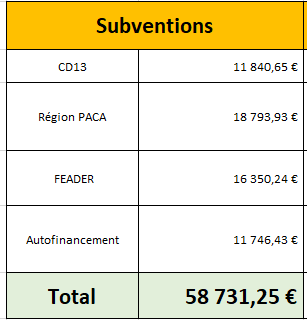 Subventions
CD13 11 840,65 €
Région PACA 18 793,93 €
FEADER 16 350,24 €
Autofinancement 11 746,43 €
Total 58 731,25 €